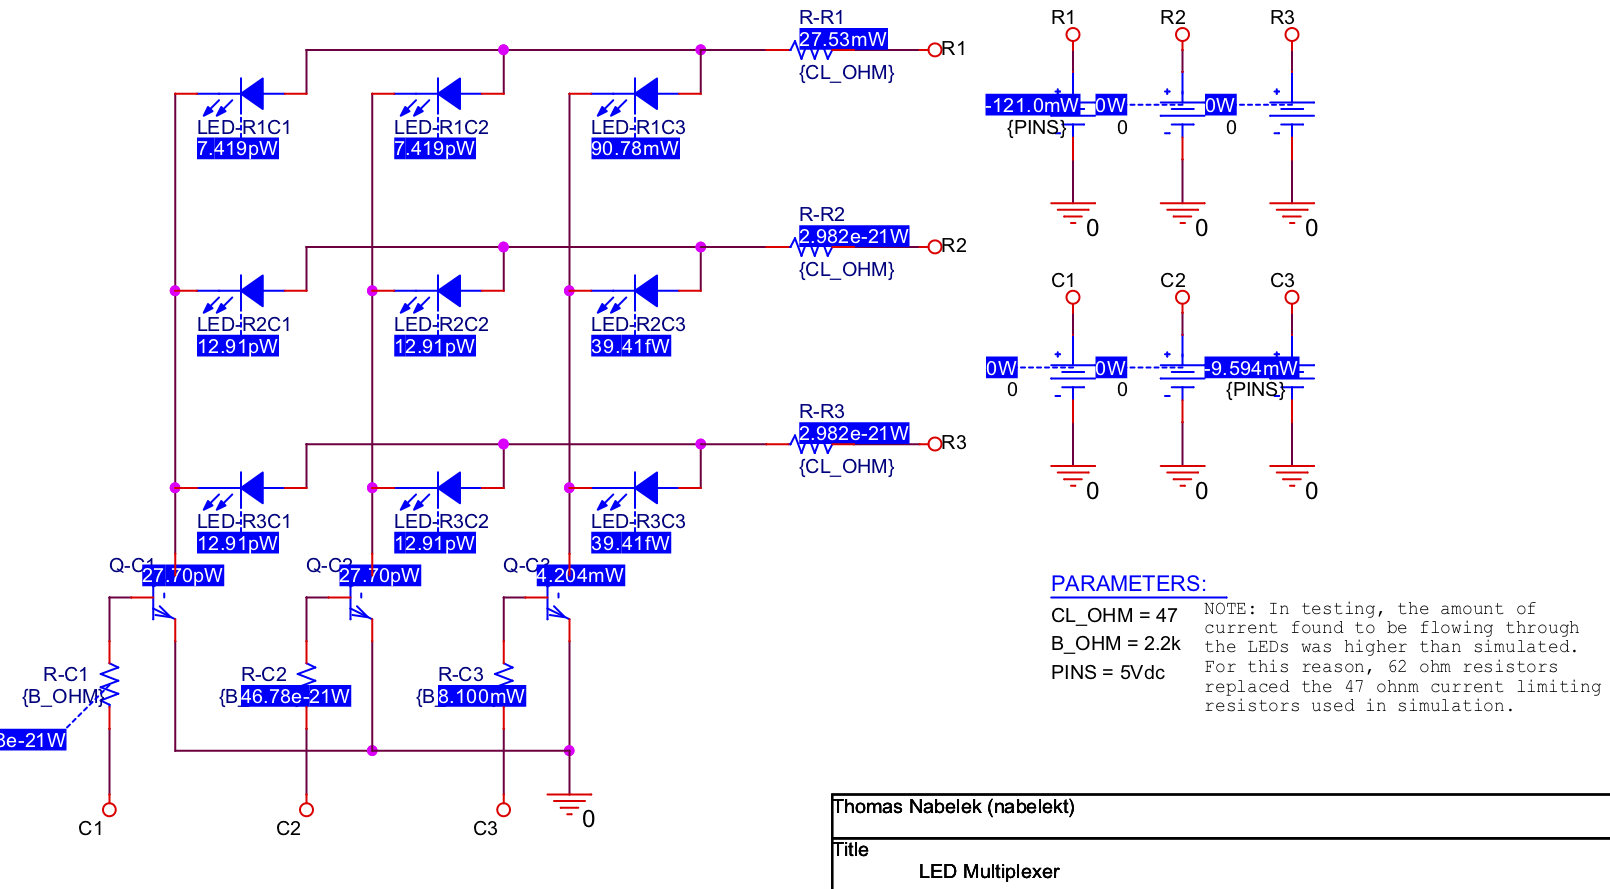 R-R1
27.53mW
{CL_OHM}
R1
LED-R1C1
7.419pW
LED-R1C2
7.419pW
LED-R1C3
90.78mW
R-R2
2.982e-21W
{CL_OHM}
R2
LED-R2C1
12.91pW
LED-R2C2
12.91pW
LED-R2C3
39.41fW
R-R3
2.982e-21W
{CL_OHM}
R3
LED-R3C1
12.91pW
LED-R3C2
12.91pW
LED-R3C3
39.41fW
Q-C1
27.70pW
27.70pW
4.204mW
R-C1
{B_OHM}
R-C2
46.78e-21W
R-C3
8.100mW
C1
C2
C3
0
R1
R2
R3
-121.0mW
0W
0W
{PINS}
0
0
0
0
0
C1
C2
C3
0W
0W
-9.594mW
0
0
{PINS}
0
0
0
PARAMETERS:
CL_OHM = 47
B_OHM = 2.2k
PINS = 5Vdc
NOTE: In testing, the amount of
current found to be flowing through
the LEDs was higher than simulated.
For this reason, 62 ohm resistors
replaced the 47 ohnm current limiting
resistors used in simulation.
Thomas Nabelek (nabelekt)
Title
LED Multiplexer